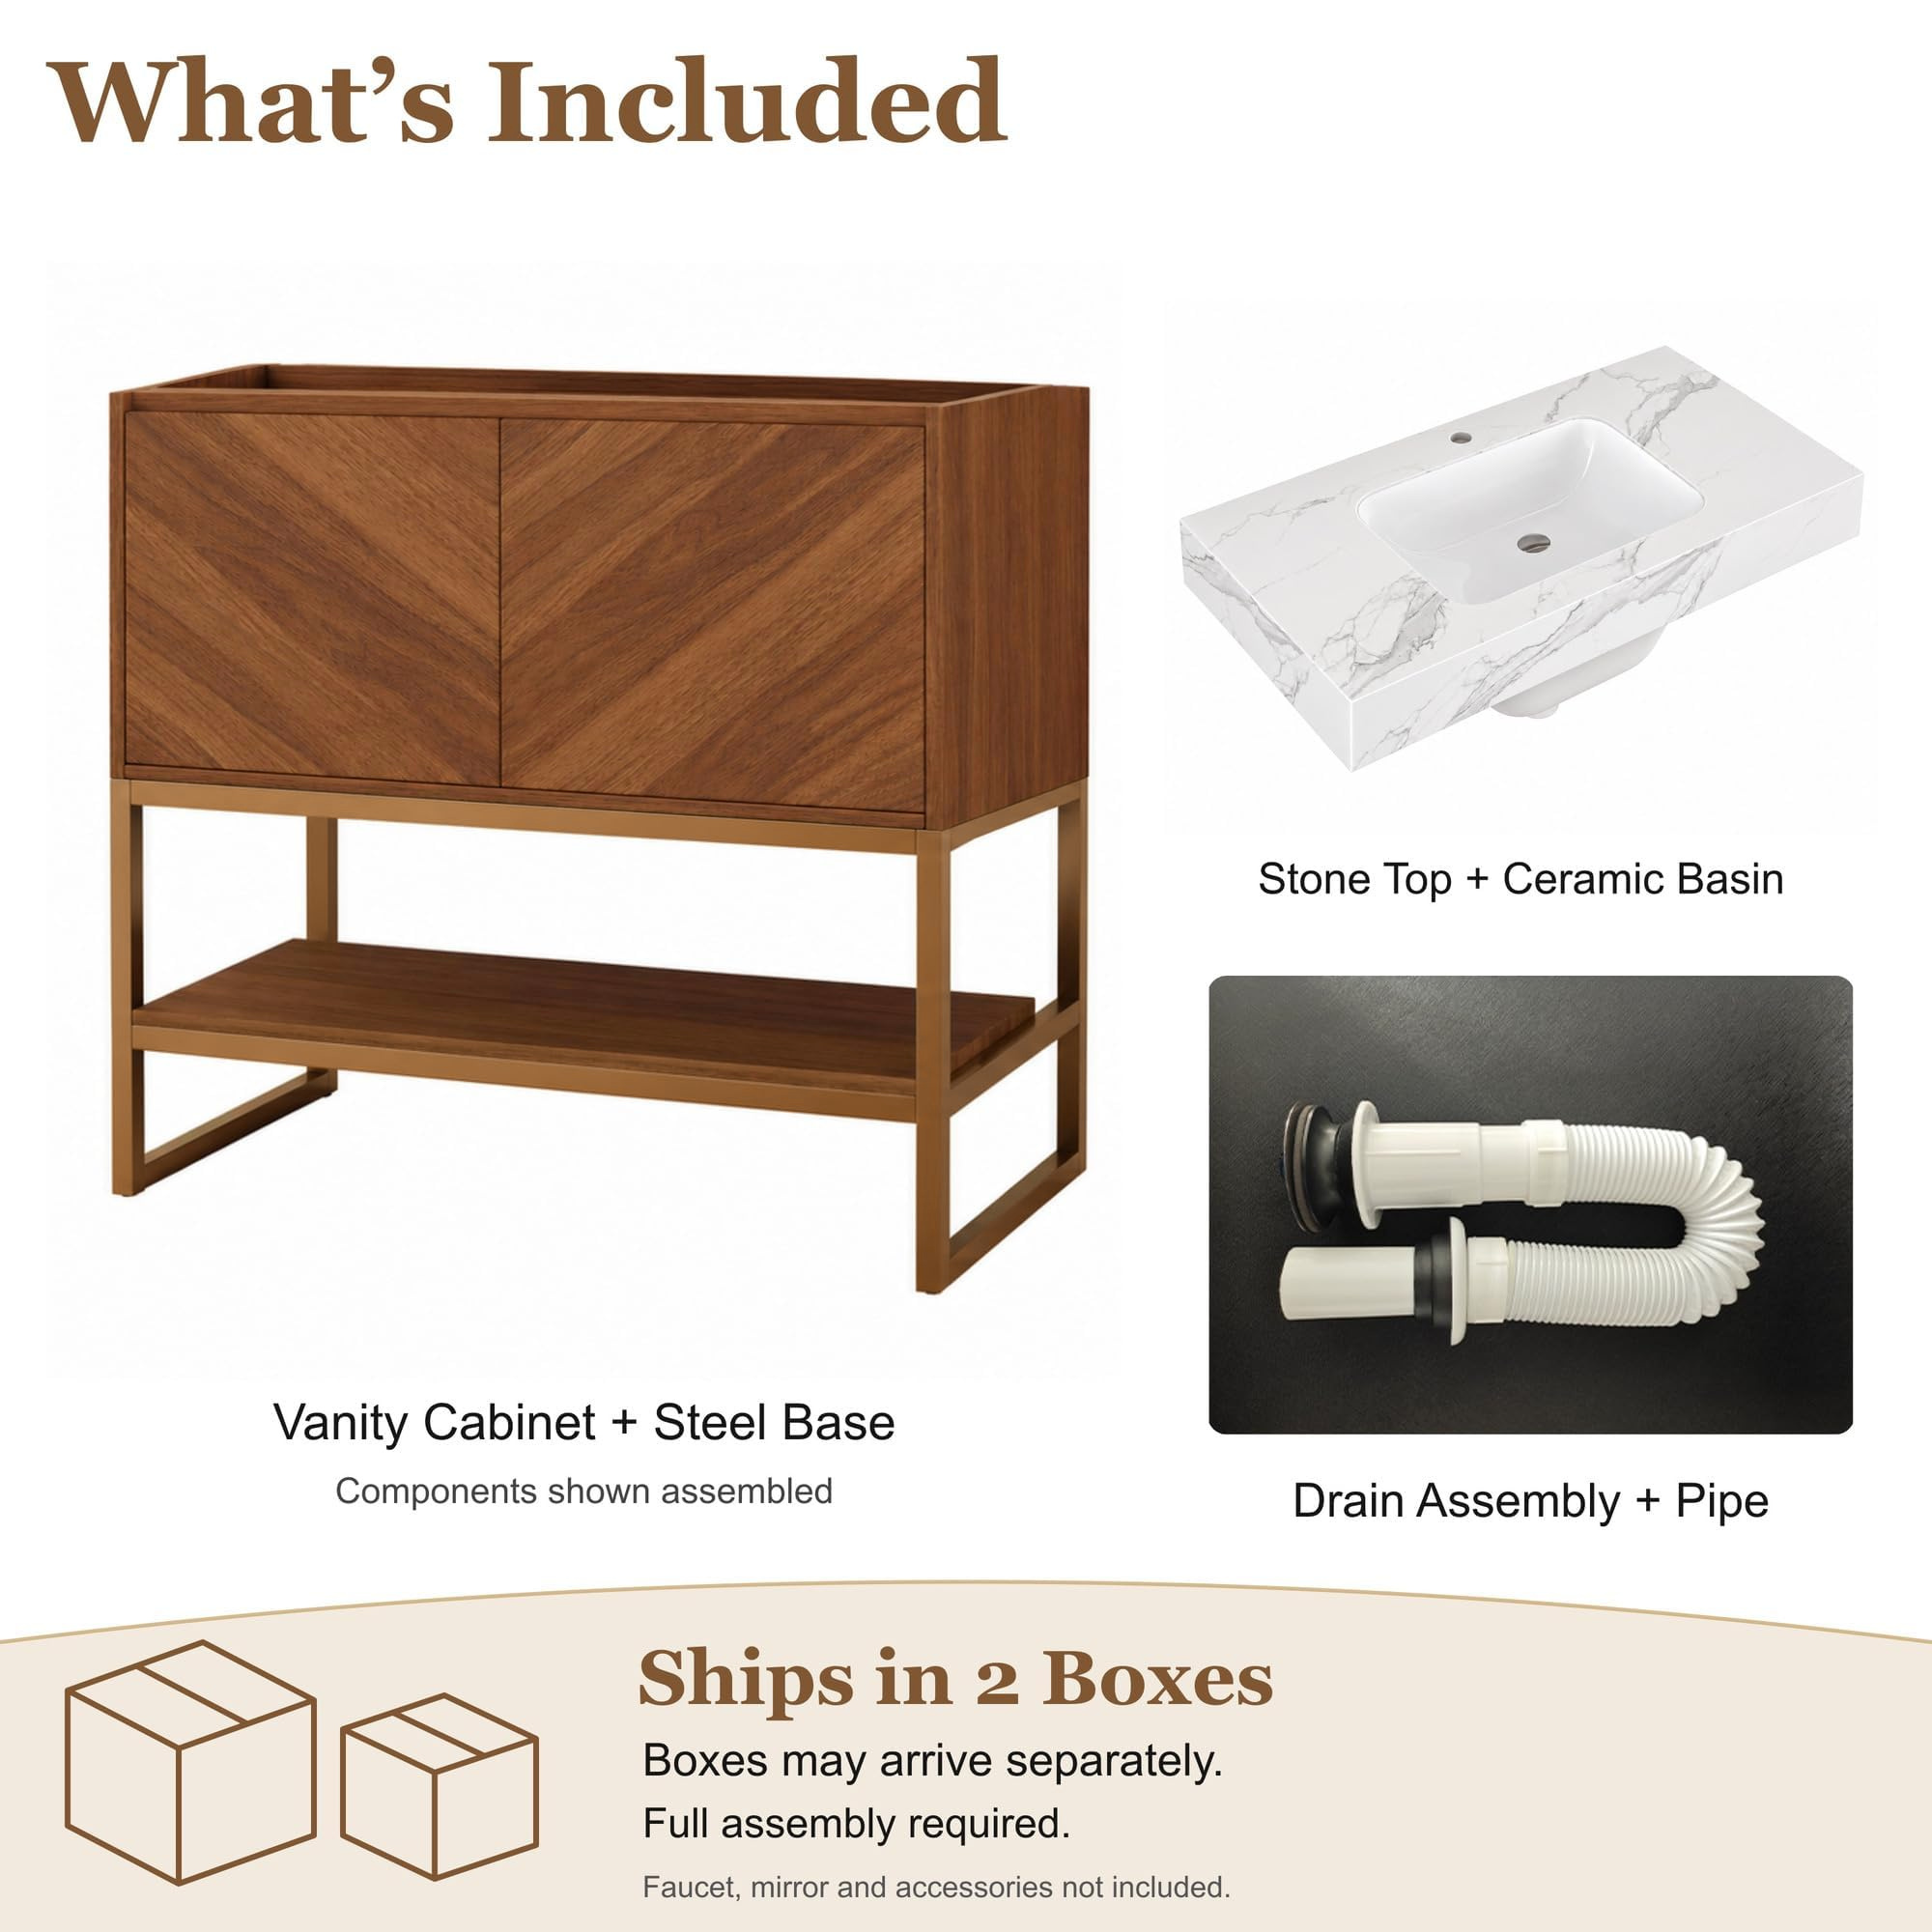 What’s Included
Stone Top + Ceramic Basin
Vanity Cabinet + Steel Base
Components shown assembled
Drain Assembly + Pipe
Ships in 2 Boxes
Boxes may arrive separately.
Full assembly required.
Faucet, mirror and accessories not included.